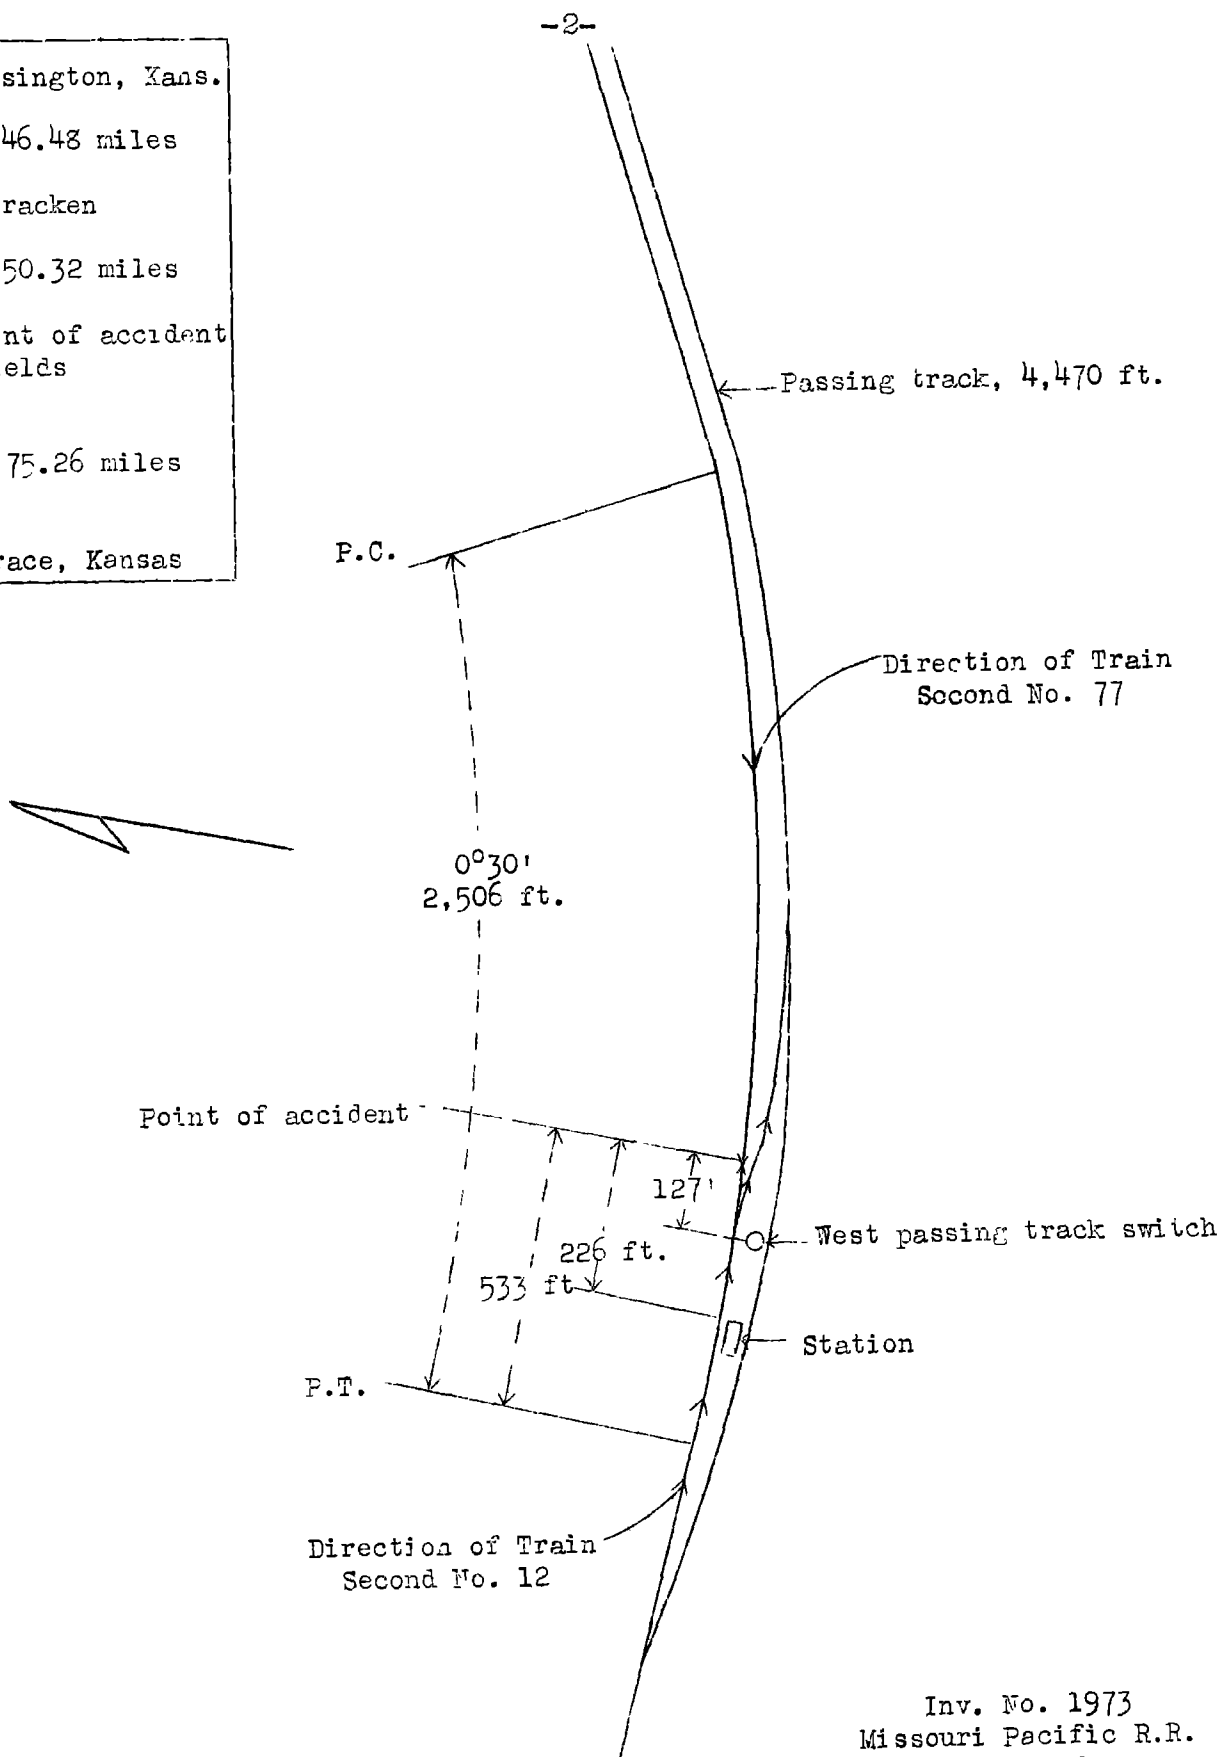 -2-
sington, Kans.
46.48 miles
racken
50.32 miles
nt of accident
elds
75.26 miles
race, Kansas
Passing track, 4,470 ft.
P.C.
Direction of Train
Second No. 77
0°30'
2,506 ft.
Point of accident
127'
West passing track switch
226 ft.
533 ft
Station
P.T.
Direction of Train
Second No. 12
Inv. No. 1973
Missouri Pacific R.R.